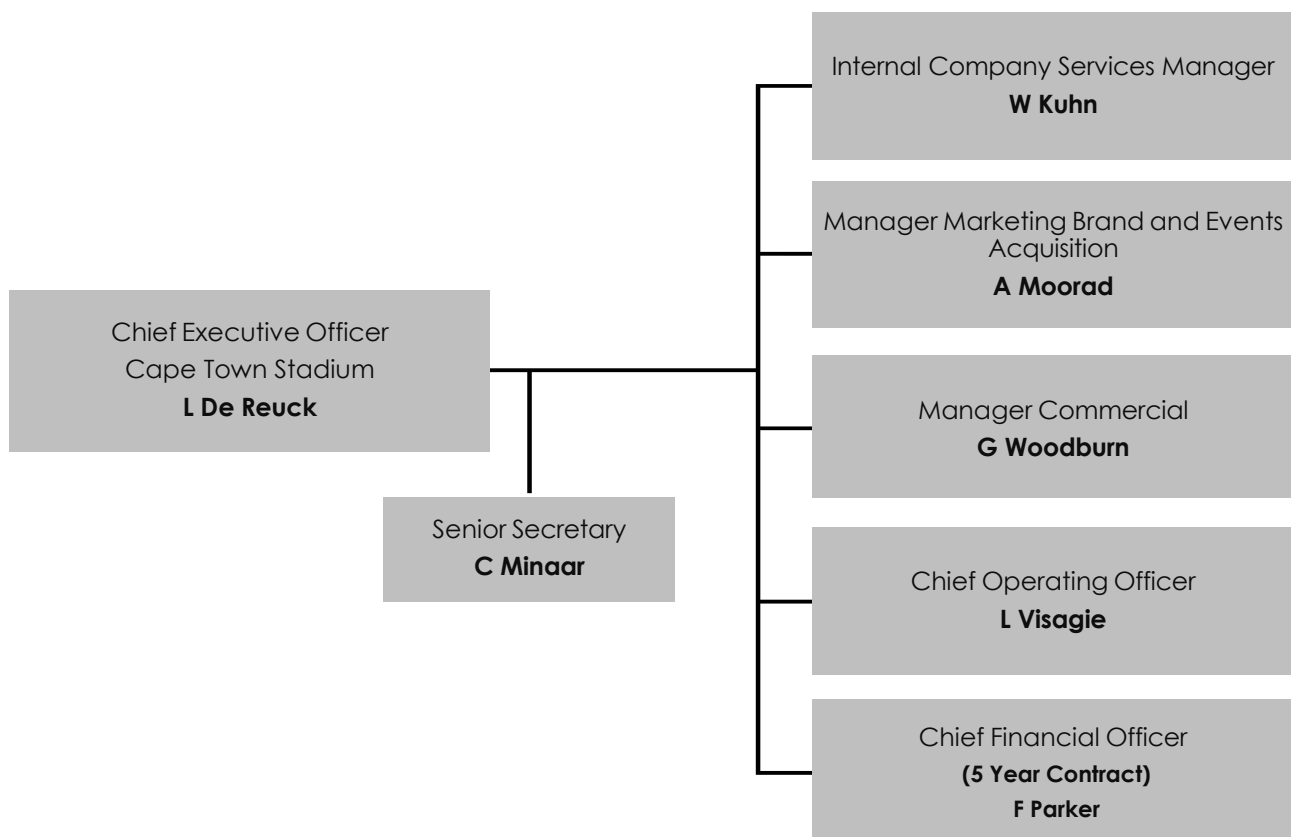 Internal Company Services Manager
W Kuhn
Manager Marketing Brand and Events
Acquisition
A Moorad
Chief Executive Officer
Cape Town Stadium
L De Reuck
Manager Commercial
G Woodburn
Senior Secretary
C Minaar
Chief Operating Officer
L Visagie
Chief Financial Officer
(5 Year Contract)
F Parker